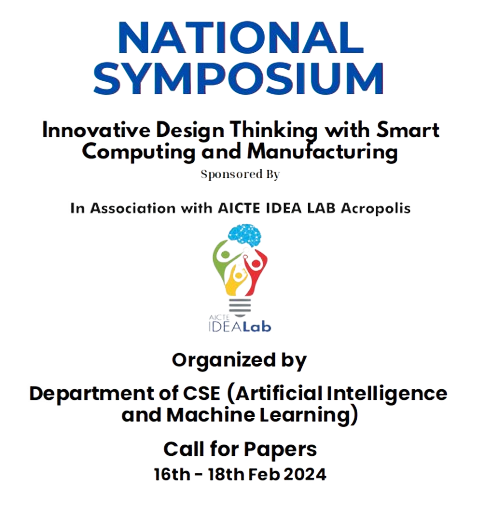 NATIONAL
SYMPOSIUM
Innovative Design Thinking with Smart
Computing and Manufacturing
Sponsored By
In Association with AICTE IDEA LAB Acropolis
AICTE
IDEALab
Organized by
Department of CSE (Artificial Intelligence
and Machine Learning)
Call for Papers
16th - 18th Feb 2024